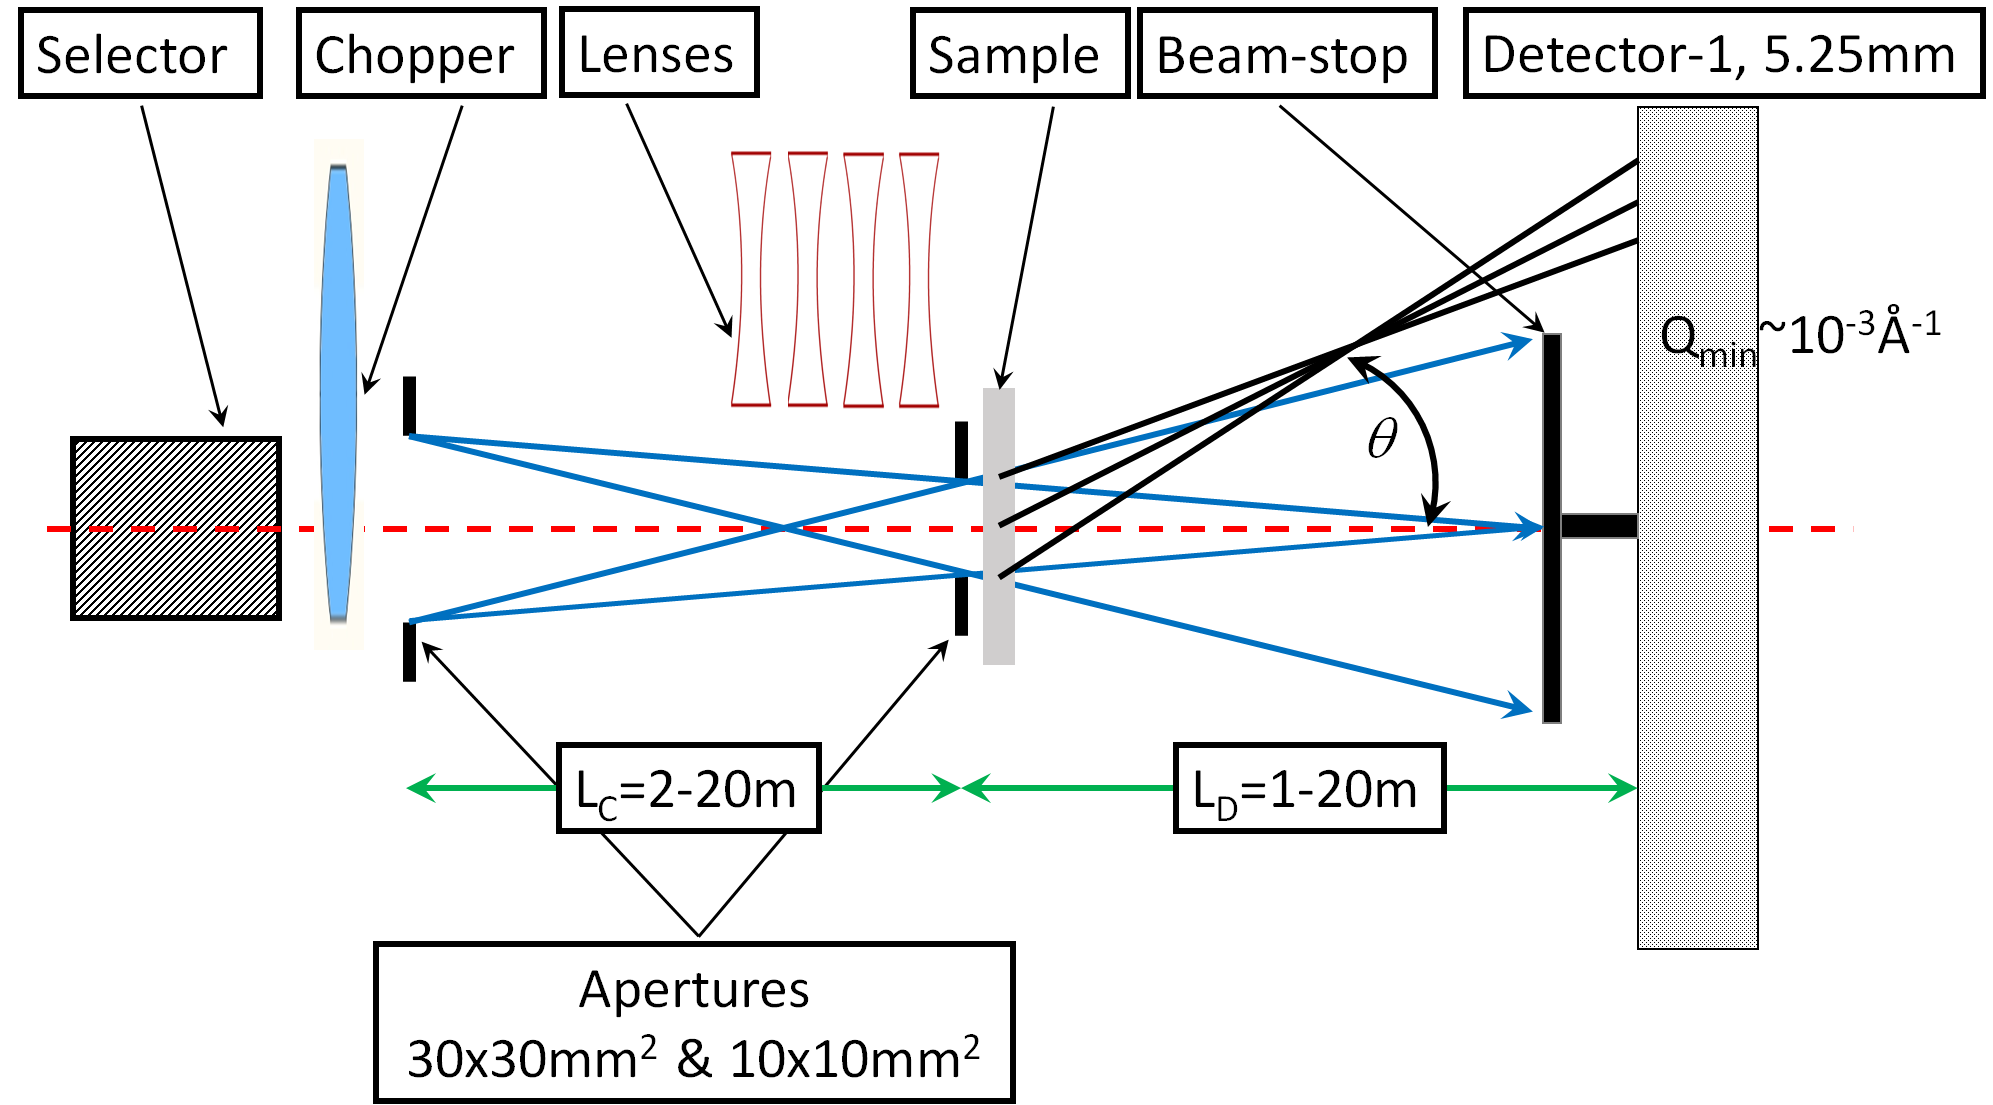 Selector
Chopper
Lenses
Sample
Beam-stop
Detector-1, 5.25mm
Qmin~10-3Å-1
θ
LC=2-20m
LD=1-20m
Apertures
30x30mm2 & 10x10mm2